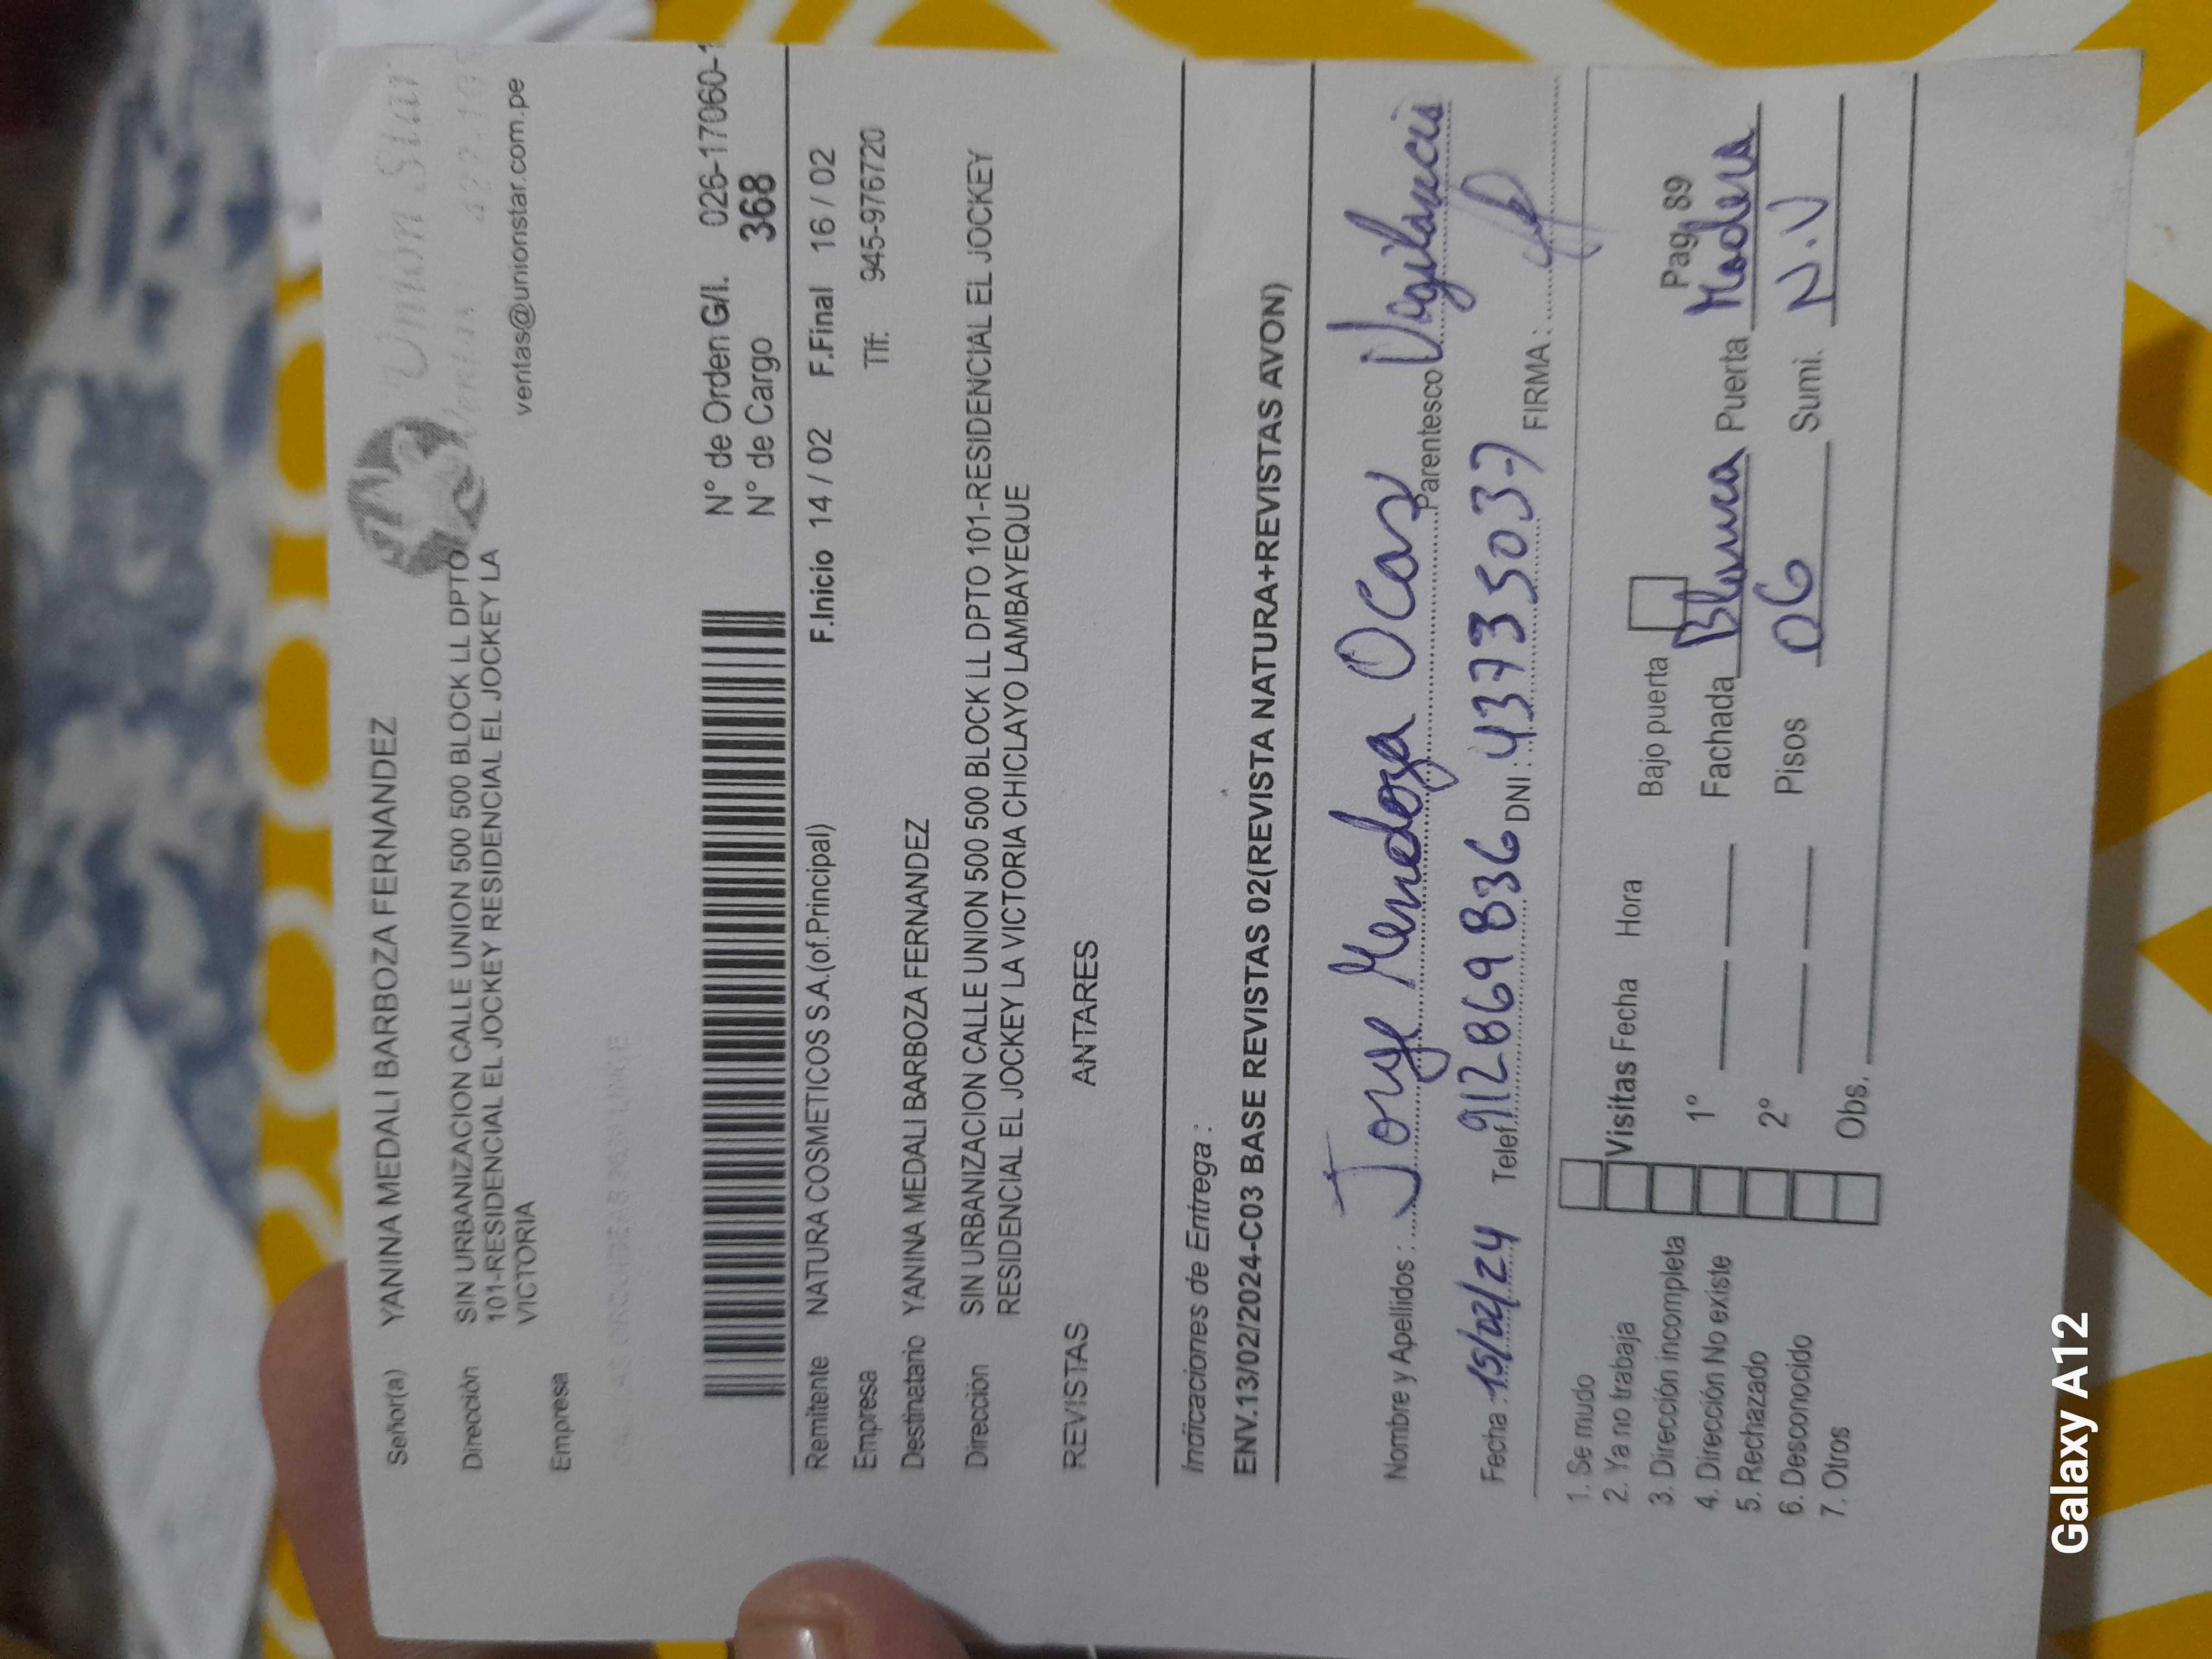 Unión Star
ventas@unionstar.com.pe
Señor(a) YANINA MEDALI BARBOZA FERNANDEZ
Dirección SIN URBANIZACION CALLE UNION 500 500 BLOCK LL DPTO
101-RESIDENCIAL EL JOCKEY RESIDENCIAL EL JOCKEY LA
VICTORIA
Empresa
N° de Orden G/I. 026-17060-1
N° de Cargo 368
Remitente NATURA COSMETICOS S.A.(of.Principal) F.Inicio 14 / 02 F.Final 16 / 02
Empresa Tlf: 945-976720
Destinatario YANINA MEDALI BARBOZA FERNANDEZ
Direccion SIN URBANIZACION CALLE UNION 500 500 BLOCK LL DPTO 101-RESIDENCIAL EL JOCKEY
RESIDENCIAL EL JOCKEY LA VICTORIA CHICLAYO LAMBAYEQUE
REVISTAS ANTARES
Indicaciones de Entrega :
ENV.13/02/2024-C03 BASE REVISTAS 02(REVISTA NATURA+REVISTAS AVON)
Nombre y Apellidos : Jorge Mendoza Ocas Parentesco Vigilancia
Fecha : 15/02/24 Telef. 912869836 DNI : 43735037 FIRMA :
1. Se mudo
2. Ya no trabaja Visitas Fecha Hora Bajo puerta Pag 89
3. Dirección incompleta
4. Dirección No existe 1° Fachada Blanca Puerta Madera
5. Rechazado
6. Desconocido 2° Pisos 06 Sumi. N.V
7. Otros Obs.
Galaxy A12